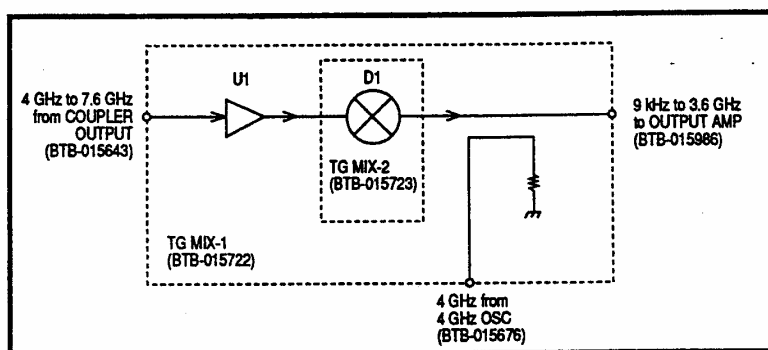 U1
D1
4 GHz to 7.6 GHz
from COUPLER
OUTPUT
(BTB-015643)
9 kHz to 3.6 GHz
to OUTPUT AMP
(BTB-015986)
TG MIX-2
(BTB-015723)
TG MIX-1
(BTB-015722)
4 GHz from
4 GHz OSC
(BTB-015676)